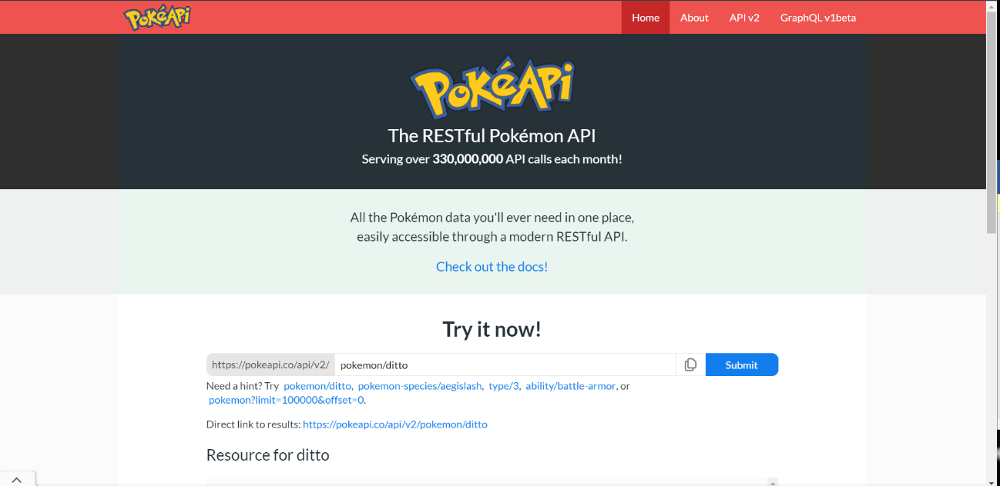 PokéApi
Home About API v2 GraphQL v1beta
PokéApi
The RESTful Pokémon API
Serving over 330,000,000 API calls each month!
All the Pokémon data you'll ever need in one place,
easily accessible through a modern RESTful API.
Check out the docs!
Try it now!
https://pokeapi.co/api/v2/ pokemon/ditto Submit
Need a hint? Try pokemon/ditto, pokemon-species/aegislash, type/3, ability/battle-armor, or
pokemon?limit=100000&offset=0.
Direct link to results: https://pokeapi.co/api/v2/pokemon/ditto
Resource for ditto